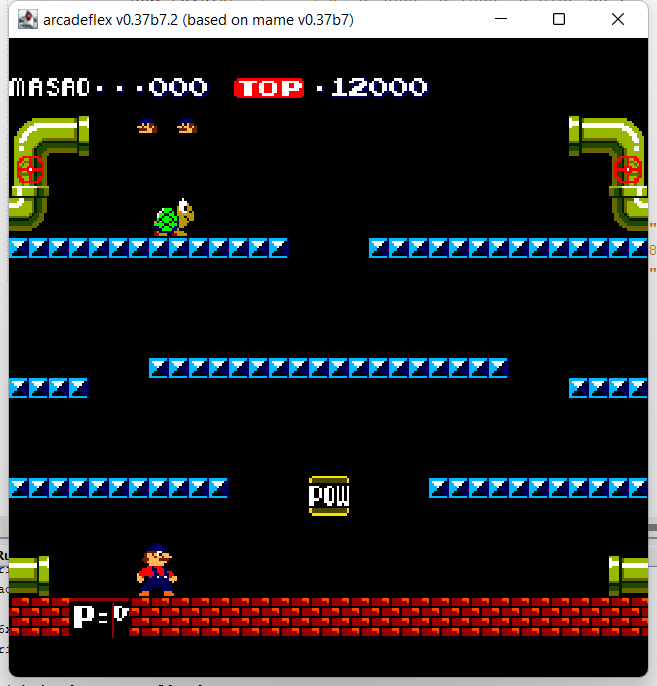 arcadeflex v0.37b7.2 (based on mame v0.37b7)
MASAO···000 TOP ·12000
POW
P=